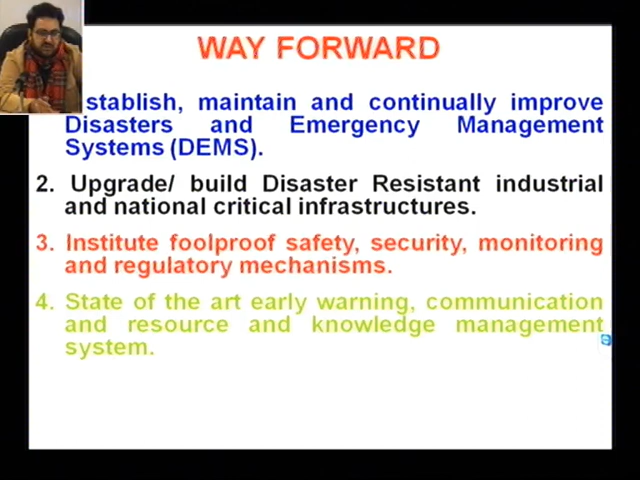 WAY FORWARD
stablish, maintain and continually improve
Disasters and Emergency Management
Systems (DEMS).
2. Upgrade/ build Disaster Resistant industrial
and national critical infrastructures.
3. Institute foolproof safety, security, monitoring
and regulatory mechanisms.
4. State of the art early warning, communication
and resource and knowledge management
system.